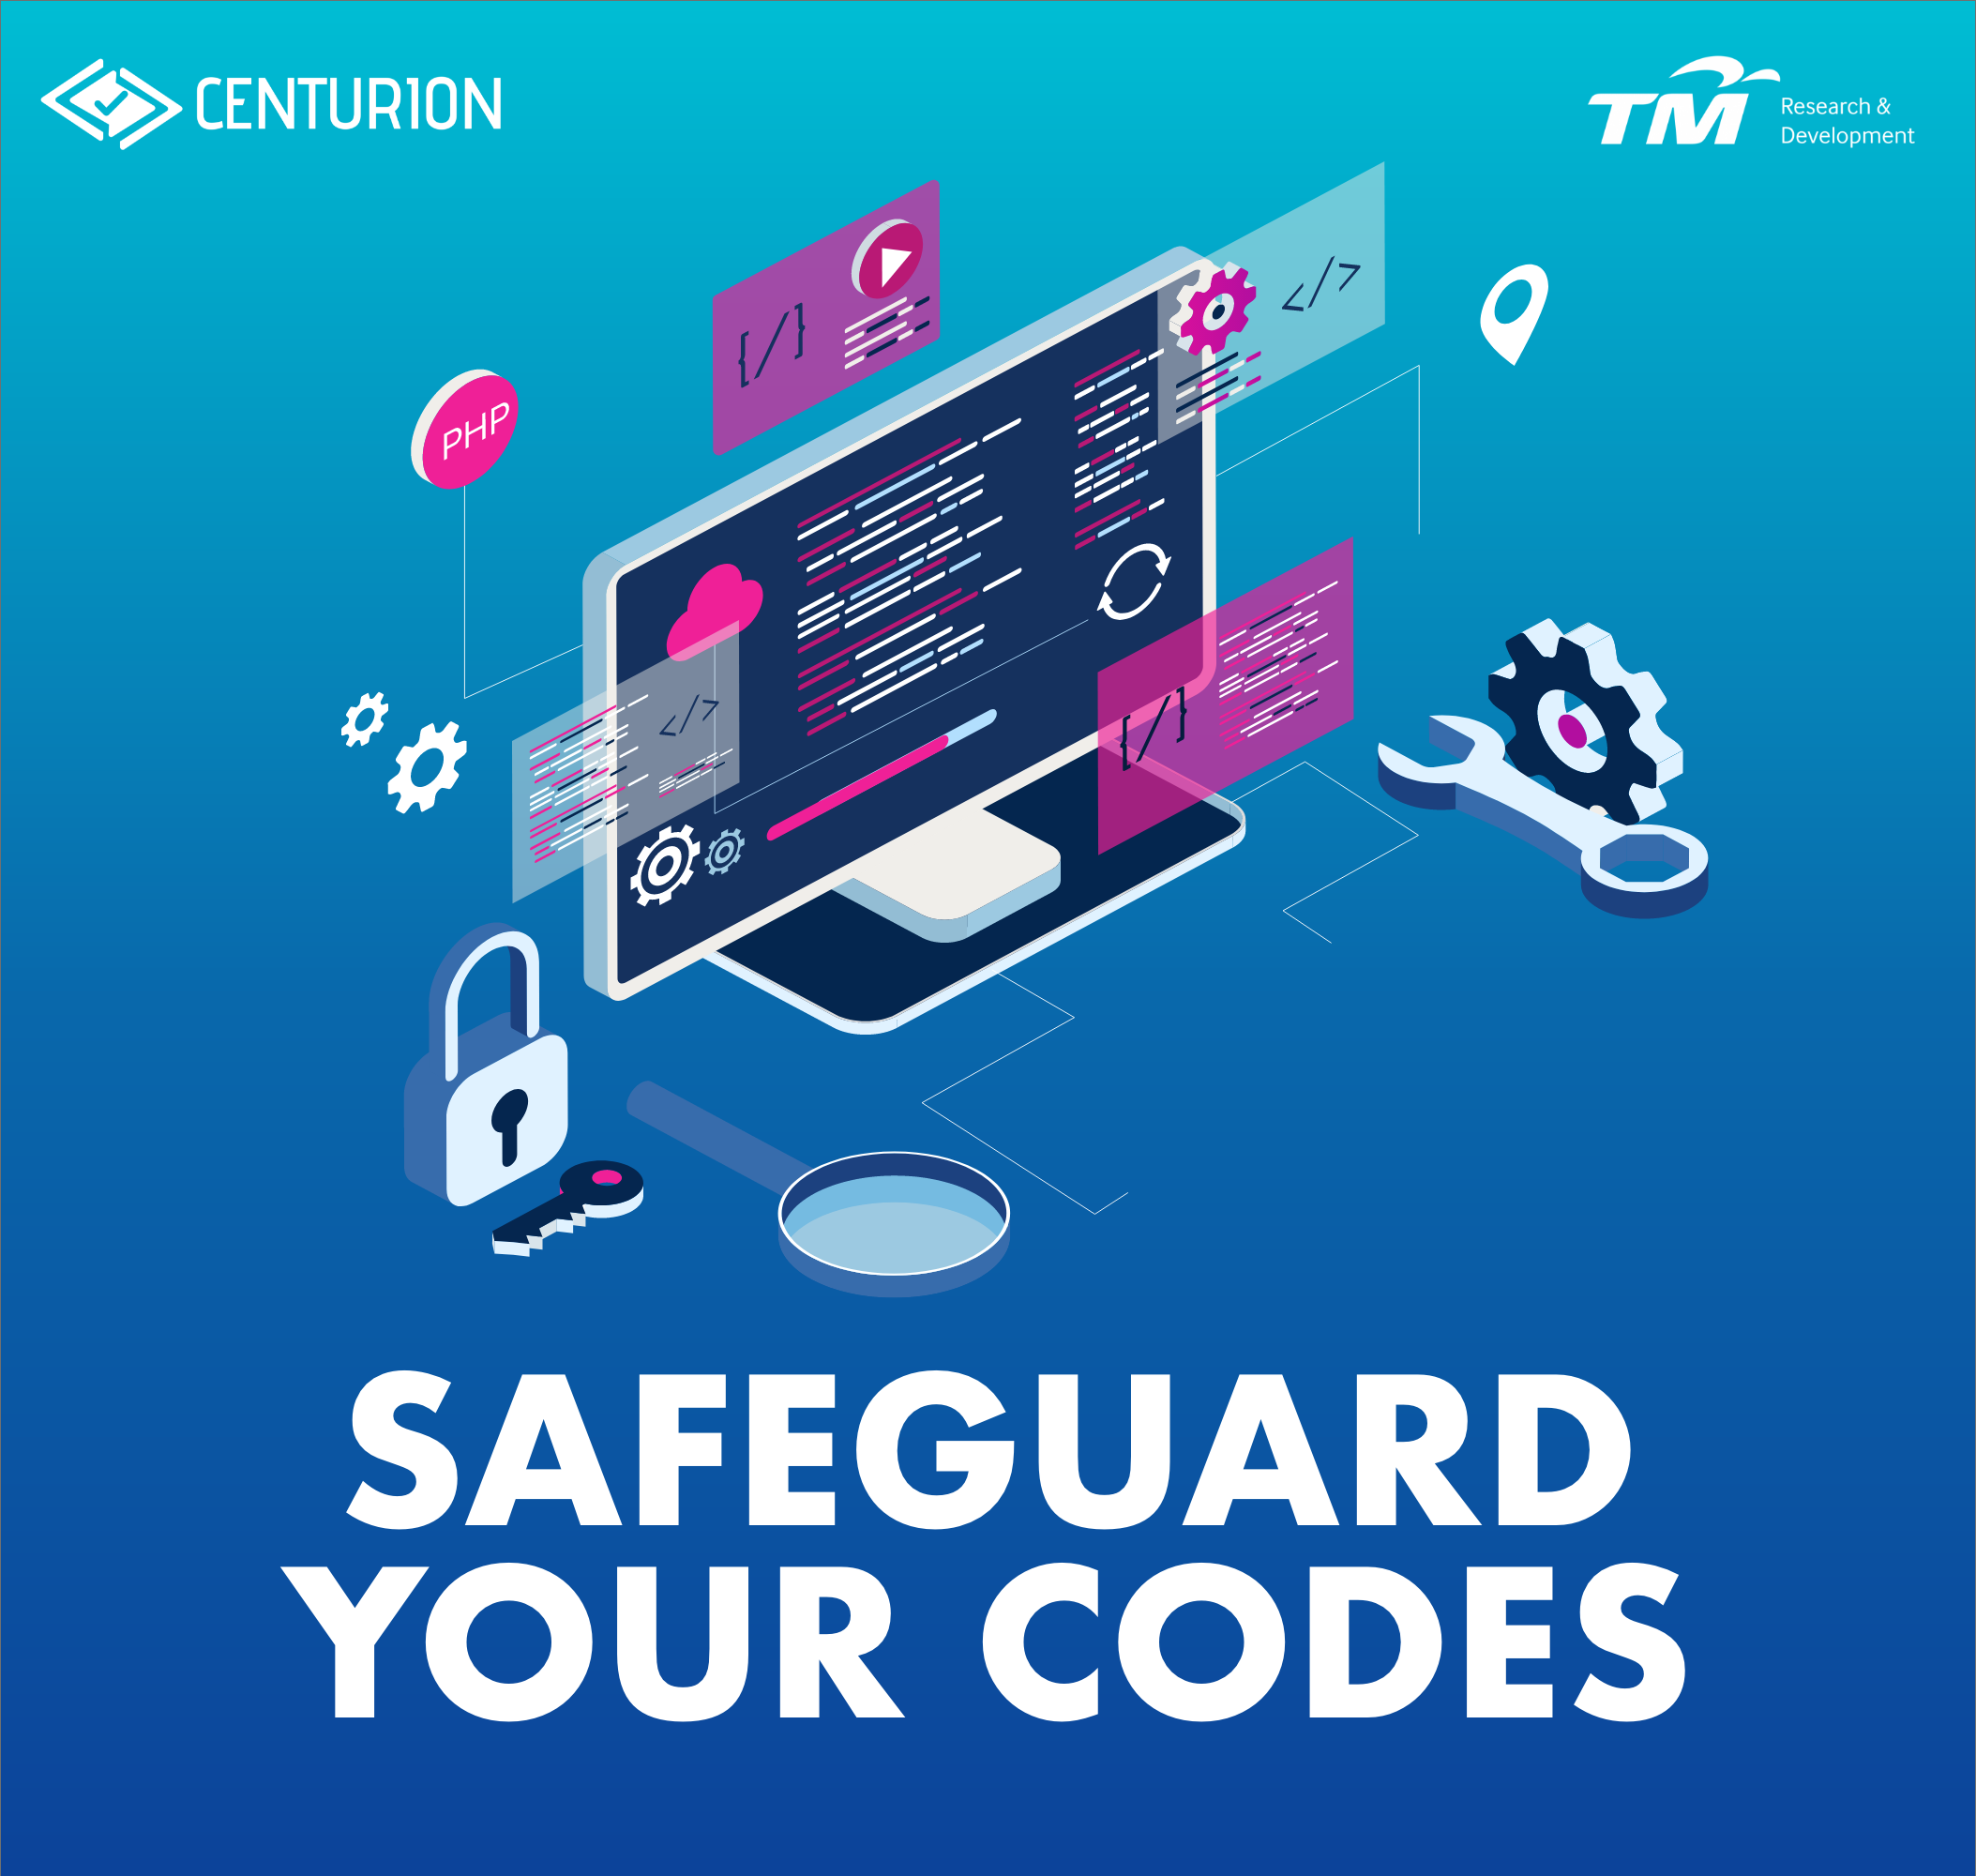 CENTURION
TM
Research &
Development
{/}
</>
PHP
</>
{/}
SAFEGUARD
YOUR CODES